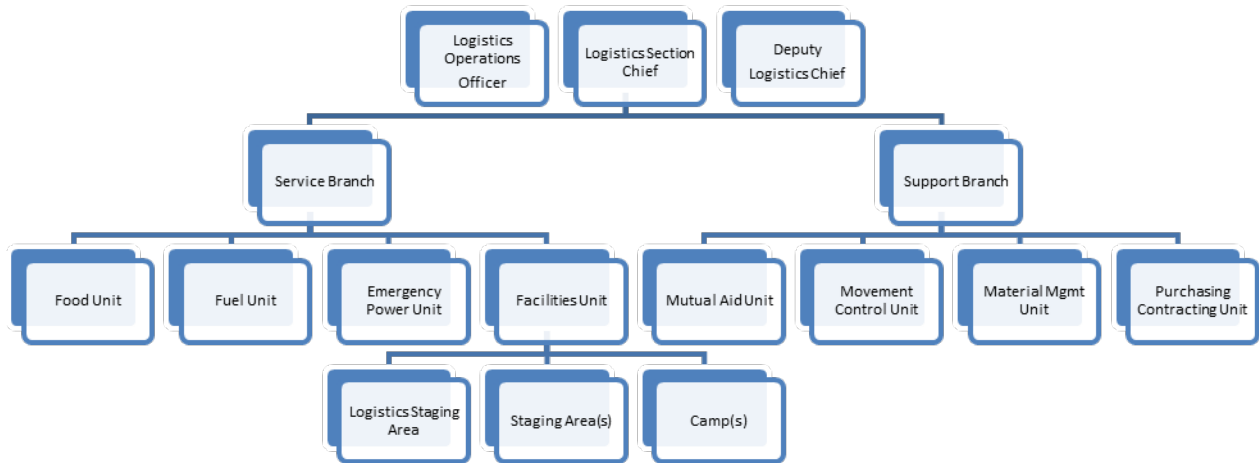 Logistics
Operations
Officer
Logistics Section
Chief
Deputy
Logistics Chief
Service Branch
Support Branch
Food Unit
Fuel Unit
Emergency
Power Unit
Facilities Unit
Mutual Aid Unit
Movement
Control Unit
Material Mgmt
Unit
Purchasing
Contracting Unit
Logistics Staging
Area
Staging Area(s)
Camp(s)